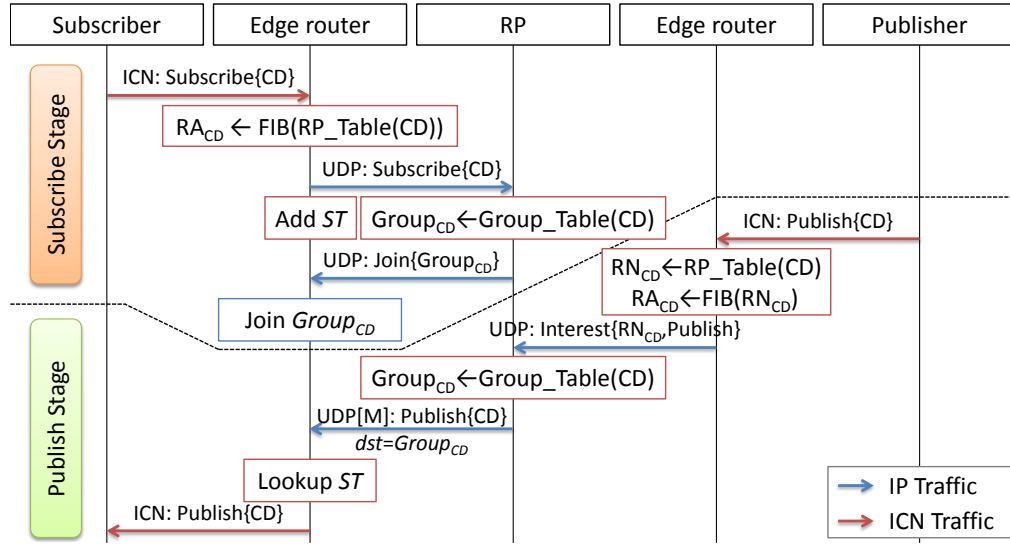 Subscriber
Edge router
RP
Edge router
Publisher
Subscribe Stage
ICN: Subscribe{CD}
RA_CD ← FIB(RP_Table(CD))
UDP: Subscribe{CD}
Add ST
Group_CD←Group_Table(CD)
ICN: Publish{CD}
UDP: Join{Group_CD}
RN_CD←RP_Table(CD)
RA_CD←FIB(RN_CD)
Join Group_CD
UDP: Interest{RN_CD,Publish}
Publish Stage
Group_CD←Group_Table(CD)
UDP[M]: Publish{CD}
dst=Group_CD
Lookup ST
ICN: Publish{CD}
IP Traffic
ICN Traffic